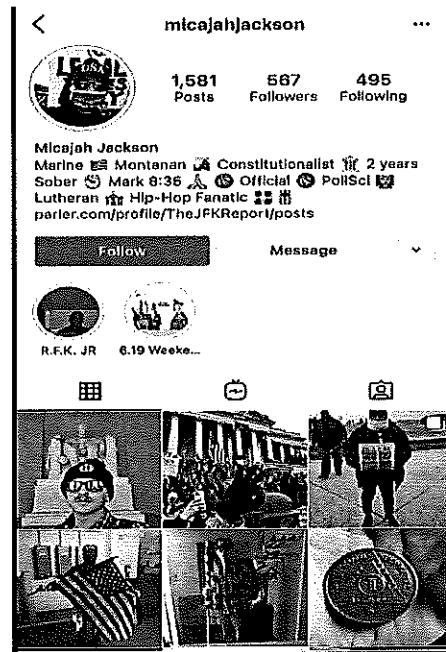 micajahjackson
1,581 567 495
Posts Followers Following
Micajah Jackson
Marine Montanan Constitutionalist 2 years
Sober Mark 8:36 Official PoliSci
Lutheran Hip-Hop Fanatic
parler.com/profile/TheJFKReport/posts
Follow Message
R.F.K. JR 6.19 Weeke...